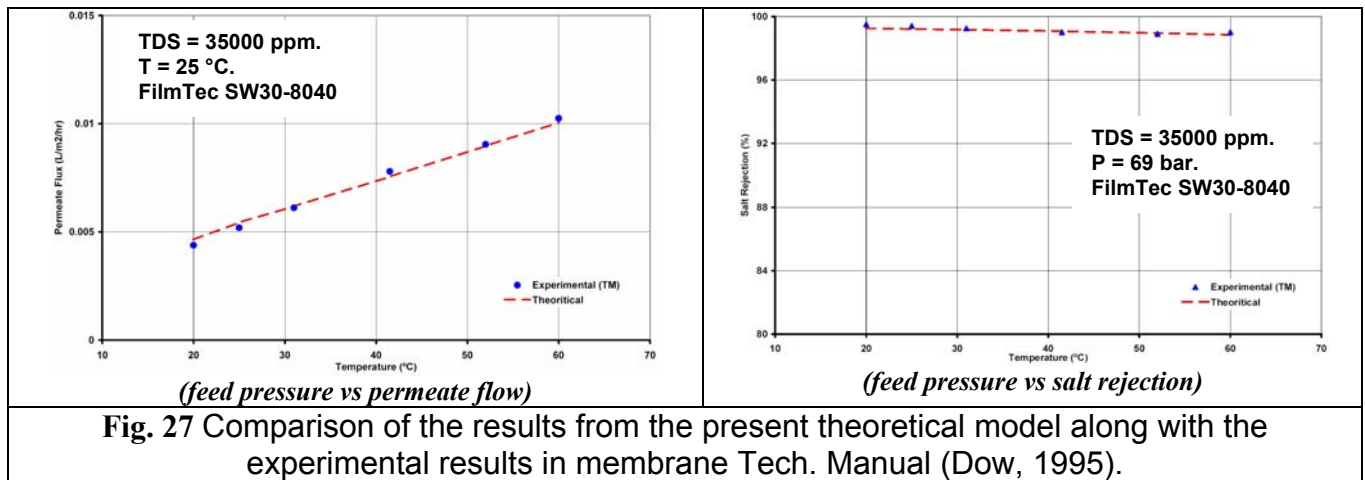 0.015
TDS = 35000 ppm.
T = 25 °C.
FilmTec SW30-8040
0.01
Permeate Flux (L/m2/hr)
0.005
Experimental (TM)
Theoritical
0
10 20 30 40 50 60 70
Temperature (ºC)
(feed pressure vs permeate flow)
100
96
TDS = 35000 ppm.
P = 69 bar.
FilmTec SW30-8040
92
Salt Rejection (%)
88
84
Experimental (TM)
Theoritical
80
10 20 30 40 50 60 70
Temperature (ºC)
(feed pressure vs salt rejection)
Fig. 27 Comparison of the results from the present theoretical model along with the
experimental results in membrane Tech. Manual (Dow, 1995).